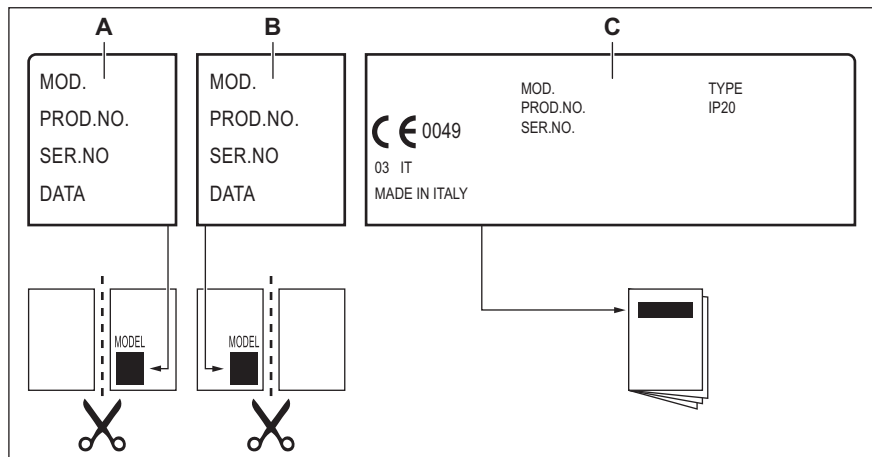 A
B
C
MOD.
PROD.NO.
SER.NO
DATA
MOD.
PROD.NO.
SER.NO
DATA
MOD.
PROD.NO.
SER.NO.
TYPE
IP20
CE 0049
03 IT
MADE IN ITALY
MODEL
MODEL